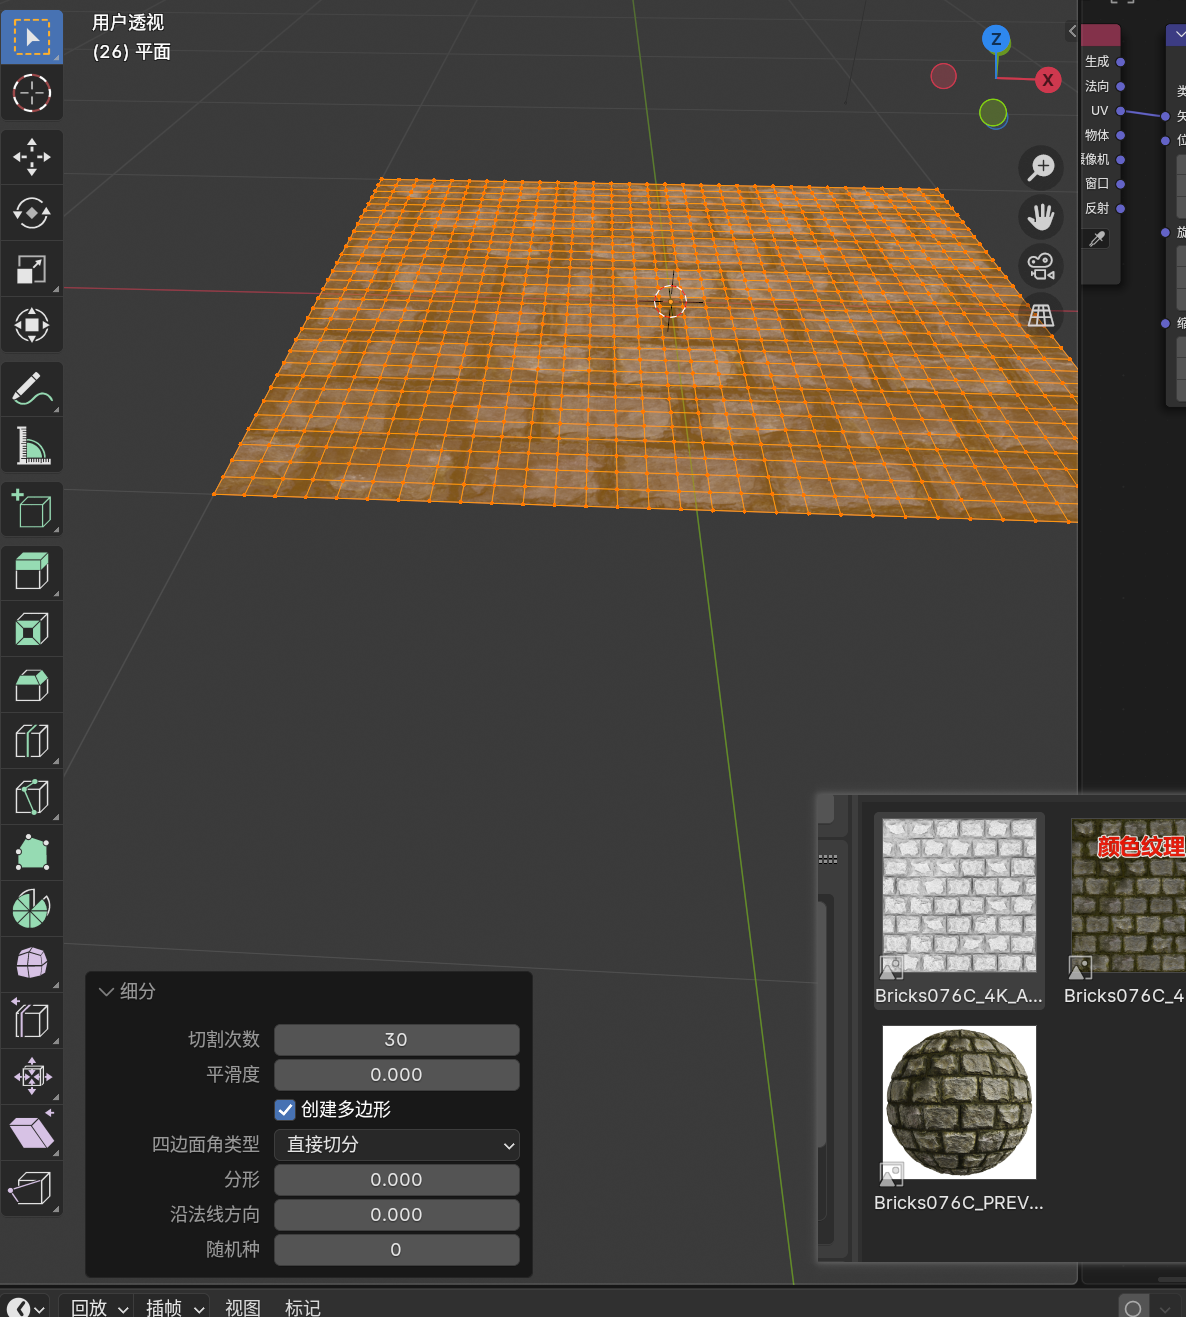 用户透视
(26) 平面
Z
X
生成
法向
UV
物体
摄像机
窗口
反射
类
矢
位
旋
缩
颜色纹理
Bricks076C_4K_A...
Bricks076C_4
Bricks076C_PREV...
细分
切割次数 30
平滑度 0.000
创建多边形
四边面角类型 直接切分
分形 0.000
沿法线方向 0.000
随机种 0
回放 插帧 视图 标记